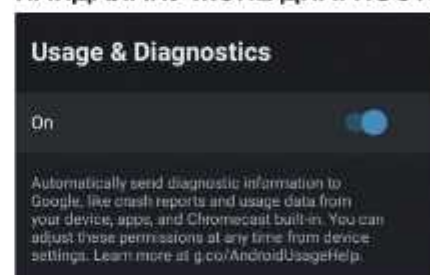 Usage & Diagnostics
On
Automatically send diagnostic information to
Google, like crash reports and usage data from
your device, apps, and Chromecast built-in. You can
adjust these permissions at any time from device
settings. Learn more at g.co/AndroidUsageHelp.